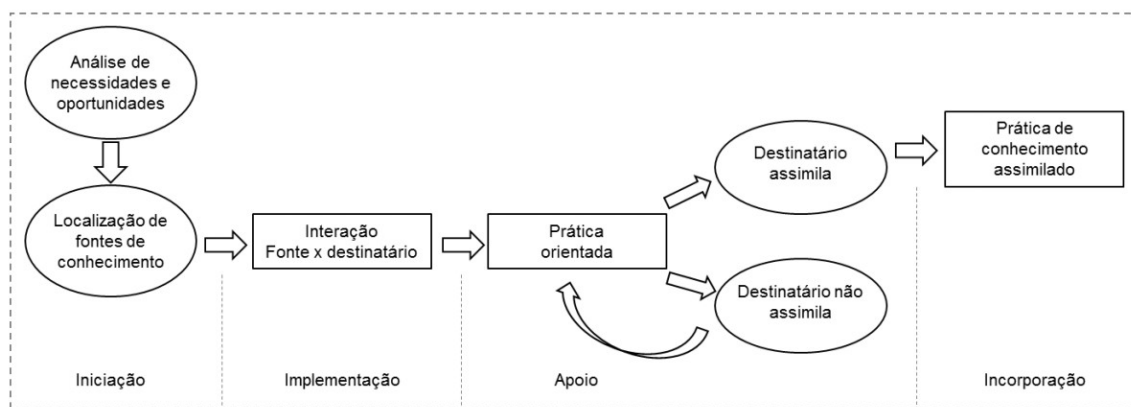 Análise de
necessidades e
oportunidades
Localização de
fontes de
conhecimento
Interação
Fonte x destinatário
Prática
orientada
Destinatário
assimila
Destinatário não
assimila
Prática de
conhecimento
assimilado
Iniciação
Implementação
Apoio
Incorporação